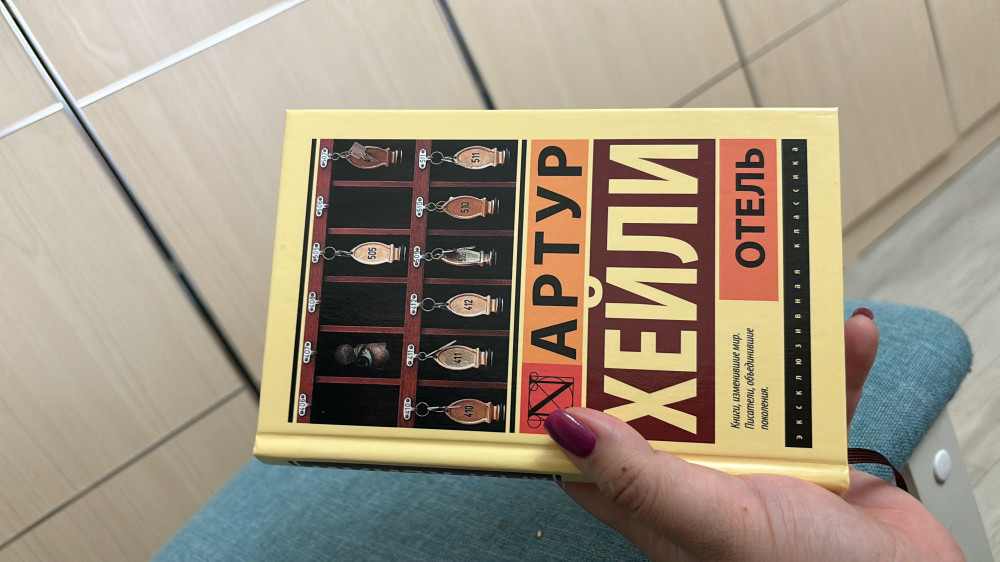 505
410 411 412 510 511
АРТУР
ХЕЙЛИ
ОТЕЛЬ
Книги, изменившие мир.
Писатели, объединившие
поколения.
эксклюзивная классика